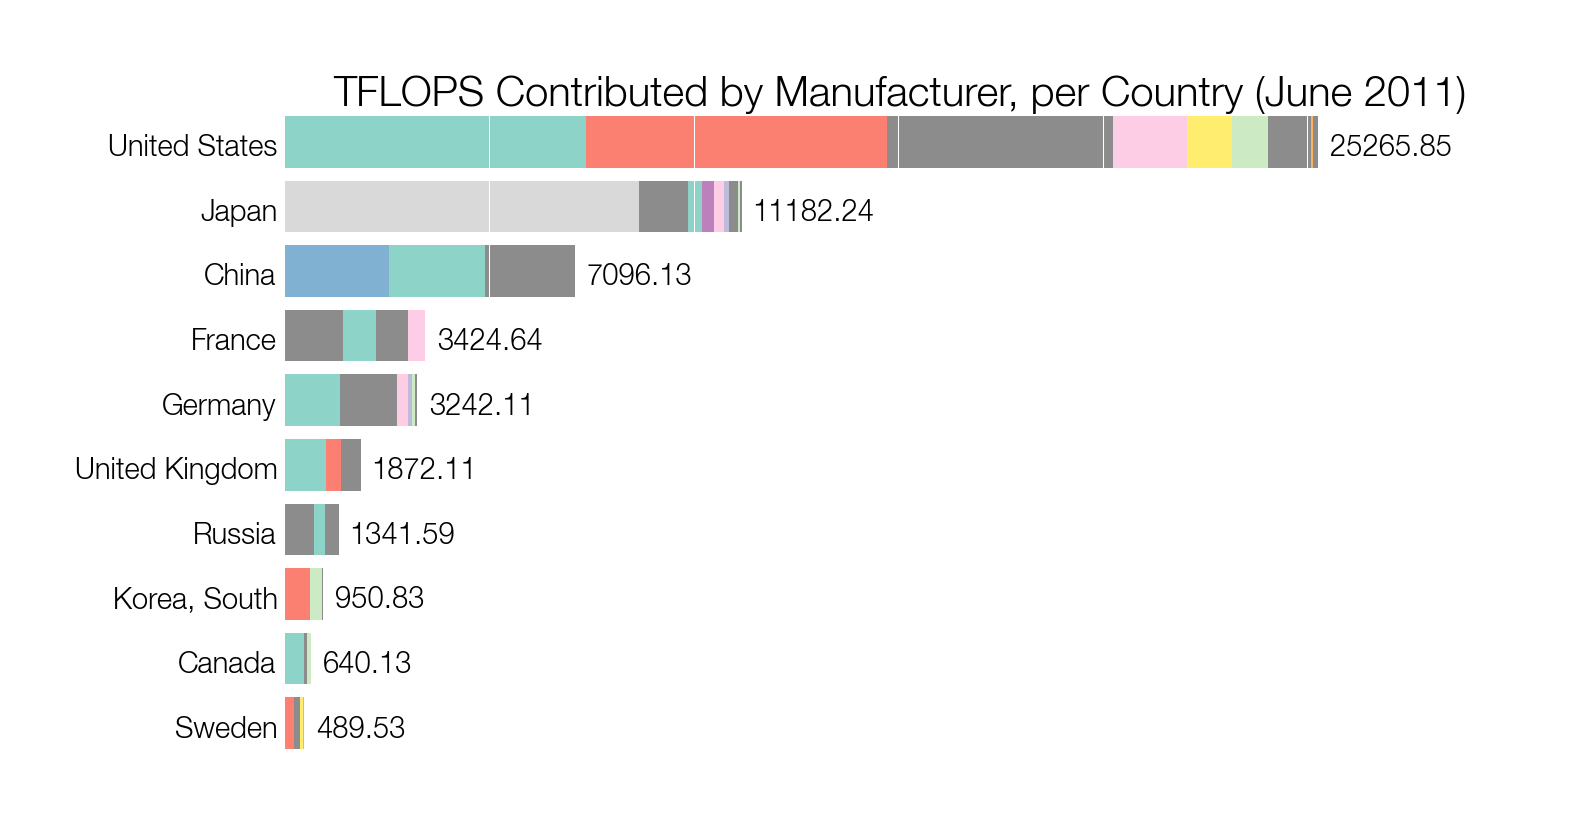 TFLOPS Contributed by Manufacturer, per Country (June 2011)
United States 25265.85
Japan 11182.24
China 7096.13
France 3424.64
Germany 3242.11
United Kingdom 1872.11
Russia 1341.59
Korea, South 950.83
Canada 640.13
Sweden 489.53